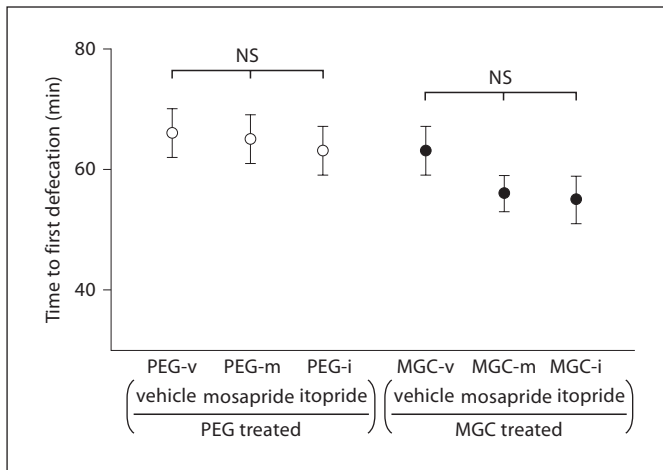 80
NS
NS
60
40
Time to first defecation (min)
PEG-v PEG-m PEG-i MGC-v MGC-m MGC-i
vehicle mosapride itopride vehicle mosapride itopride
PEG treated MGC treated